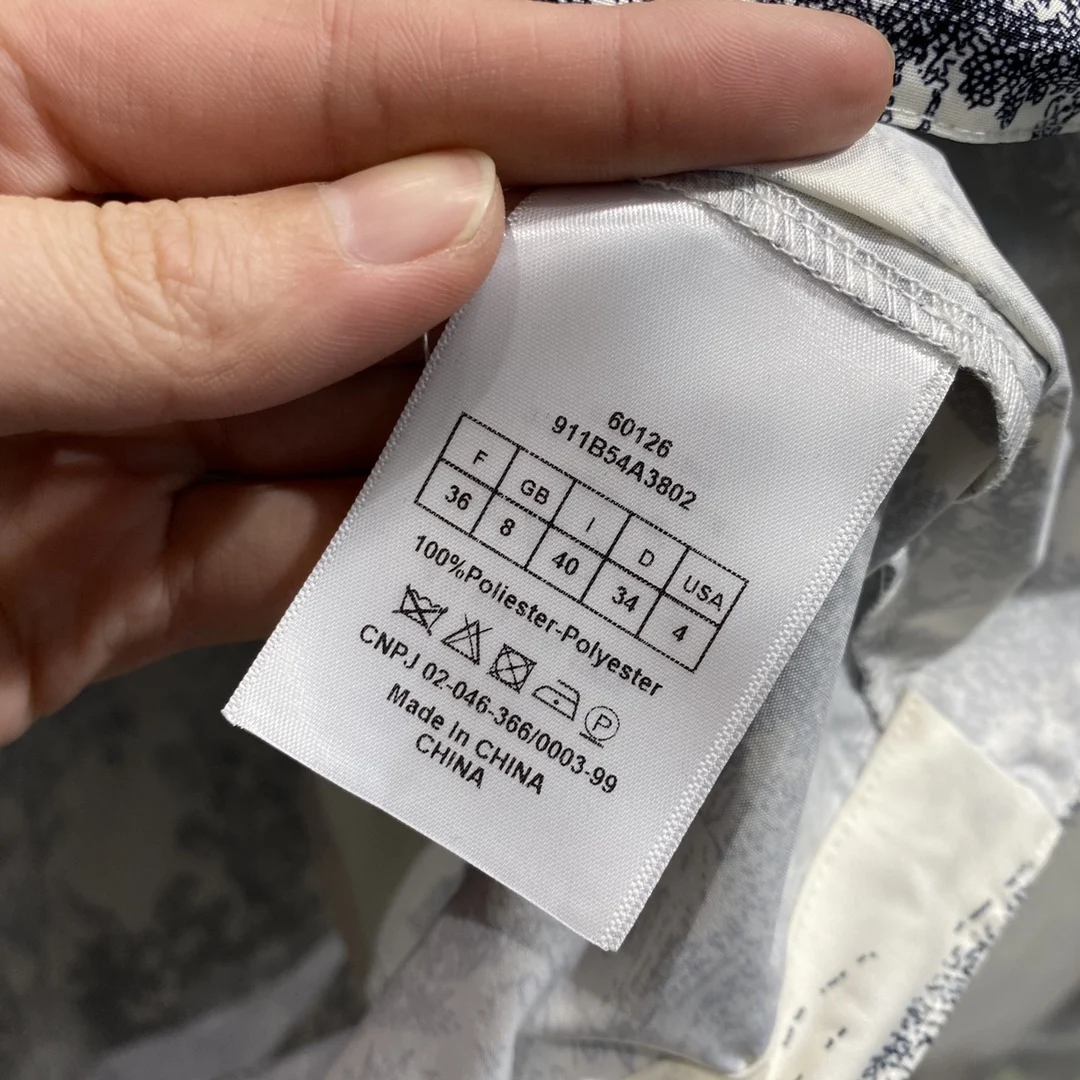 60126
911B54A3802
F GB I D USA
36 8 40 34 4
100%Poliester-Polyester
P
CNPJ 02-046-366/0003-99
Made in CHINA
CHINA